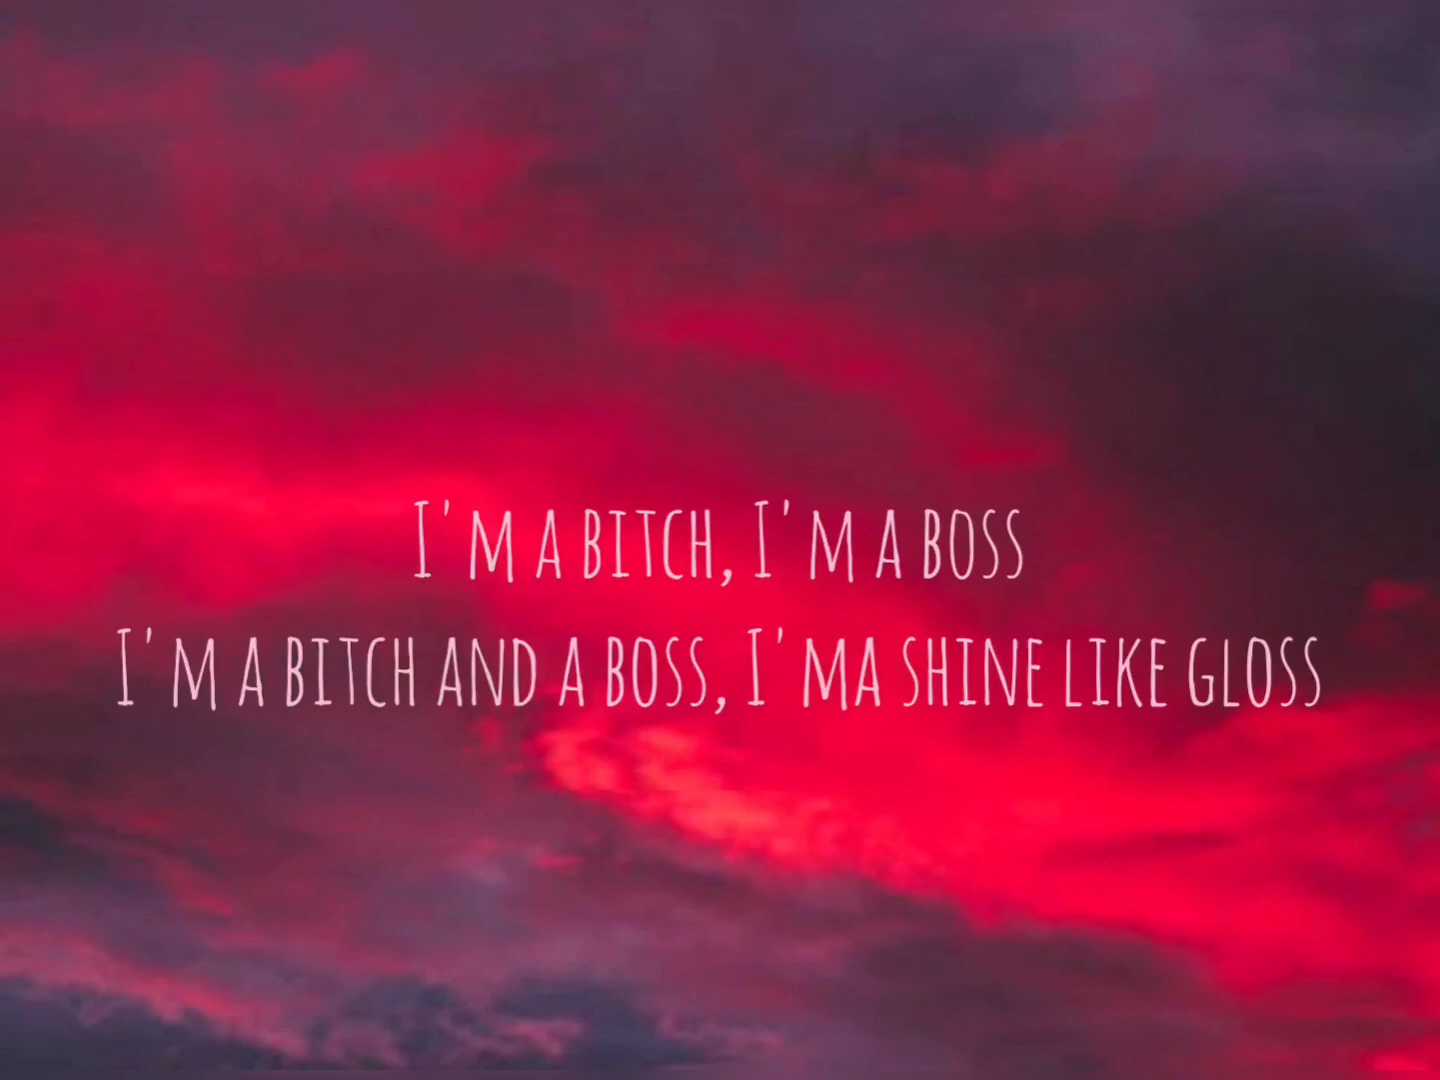 I'm a bitch, I'm a boss
I'm a bitch and a boss, I'ma shine like gloss